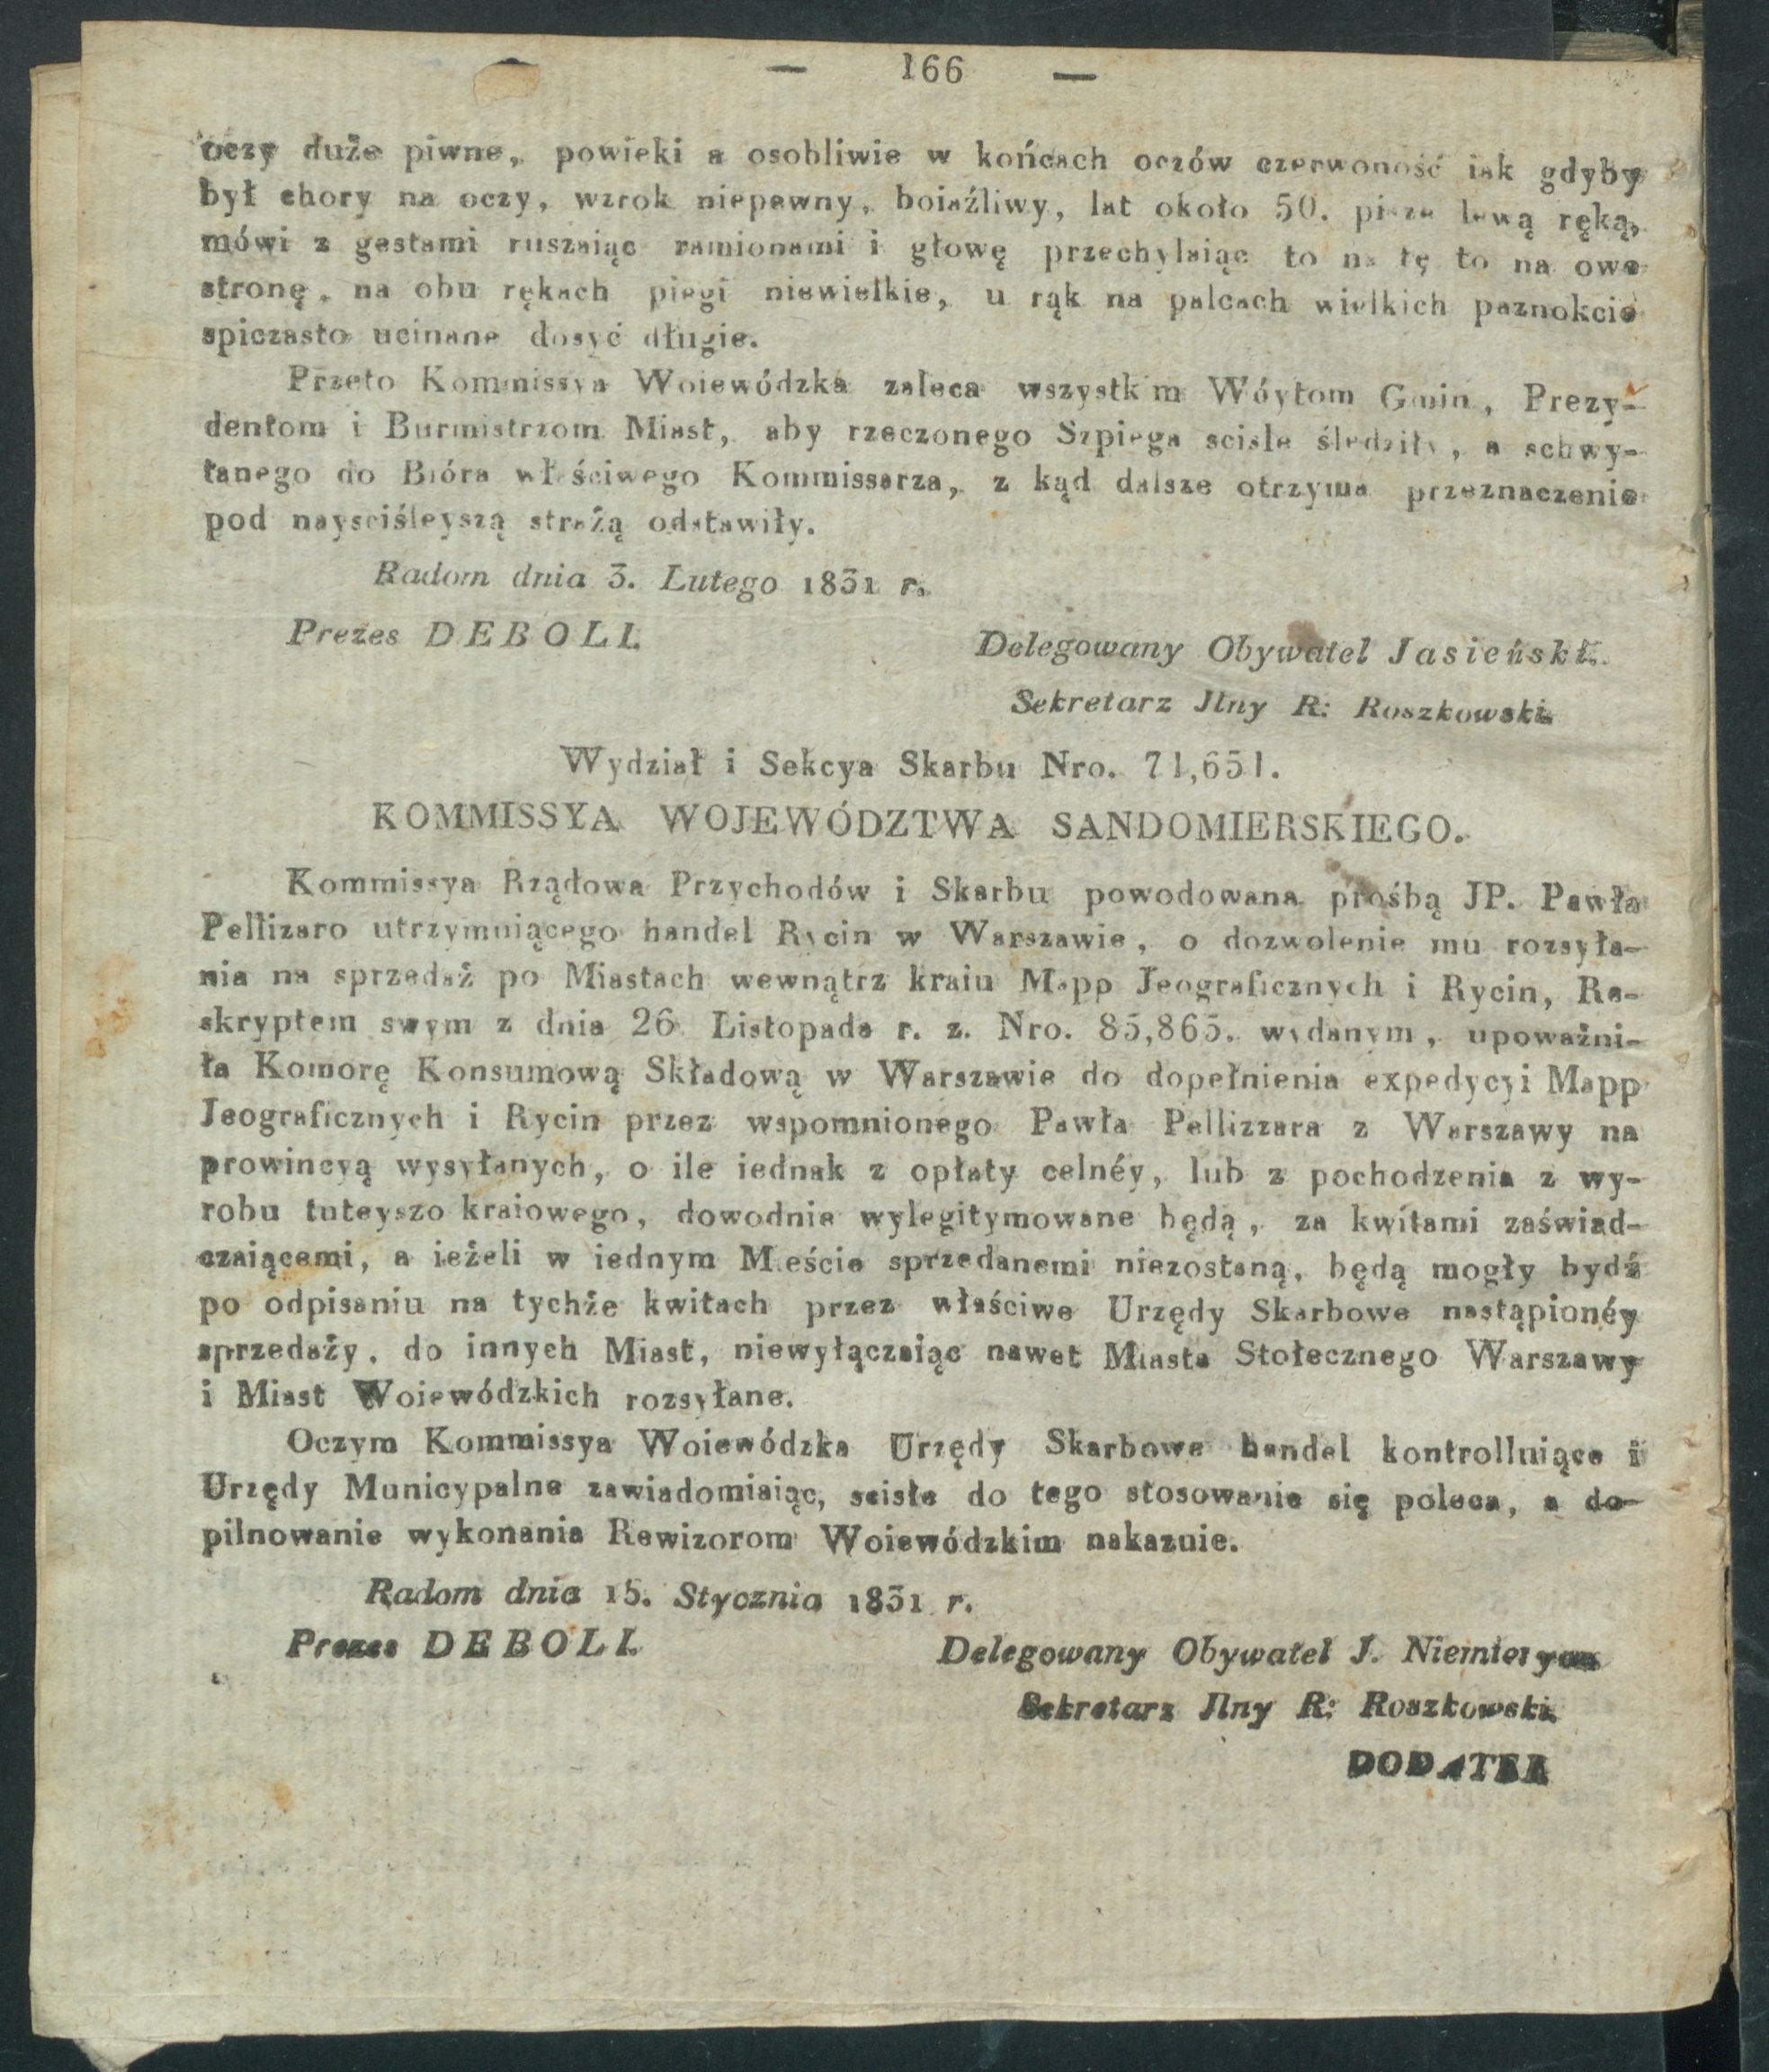 — 166 —
oczy duże piwne, powieki a osobliwie w końcach oczów czerwoność iak gdyby
był chory na oczy, wzrok niepewny, boiaźliwy, lat około 50. pisze lewą ręką,
mówi z gestami ruszaiąc ramionami i głowę przechylaiąc to na tę to na owe
stronę, na obu rękach piegi niewielkie, u rąk na palcach wielkich paznokcie
spiczasto ucinane dosyć długie.
Przeto Kommissya Woiewódzka zaleca wszystkim Wóytom Gmin, Prezy-
dentom i Burmistrzom Miast, aby rzeczonego Szpiega scisle śledziły, a schwy-
tanego do Bióra właściwego Kommissarza, z kąd dalsze otrzyma przeznaczenie
pod naysciśleyszą strażą odstawiły.
Radom dnia 3. Lutego 1831 r.
Prezes DEBOLI.
Delegowany Obywatel Jasieński.
Sekretarz Jlny R: Roszkowski.
Wydział i Sekcya Skarbu Nro. 71,651.
KOMMISSYA WOJEWÓDZTWA SANDOMIERSKIEGO.
Kommissya Rządowa Przychodów i Skarbu powodowana prośbą JP. Pawła
Pellizaro utrzymuiącego handel Rycin w Warszawie, o dozwolenie mu rozsyła-
nia na sprzedaż po Miastach wewnątrz kraiu Mapp Jeograficznych i Rycin, Re-
skryptem swym z dnia 26 Listopada r. z. Nro. 85,865. wydanym, upoważni-
ła Komorę Konsumową Składową w Warszawie do dopełnienia expedycyi Mapp
Jeograficznych i Rycin przez wspomnionego Pawła Pellizzara z Warszawy na
prowincyą wysyłanych, o ile iednak z opłaty celnéy, lub z pochodzenia z wy-
robu tuteyszo kraiowego, dowodnie wylegitymowane będą, za kwitami zaświad-
czaiącemi, a ieżeli w iednym Mieście sprzedanemi niezostaną, będą mogły bydź
po odpisaniu na tychże kwitach przez właściwe Urzędy Skarbowe nastąpionéy
sprzedaży, do innych Miast, niewyłączaiąc nawet Miasta Stołecznego Warszawy
i Miast Woiewódzkich rozsyłane.
Oczym Kommissya Woiewódzka Urzędy Skarbowe handel kontrolluiące i
Urzędy Municypalne zawiadomiaiąc, scisłe do tego stosowanie się poleca, a do-
pilnowanie wykonania Rewizorom Woiewódzkim nakazuie.
Radom dnia 15. Stycznia 1831 r.
Prezes DEBOLI.
Delegowany Obywatel J. Niemierycz
Sekretarz Jlny R: Roszkowski.
DODATEK